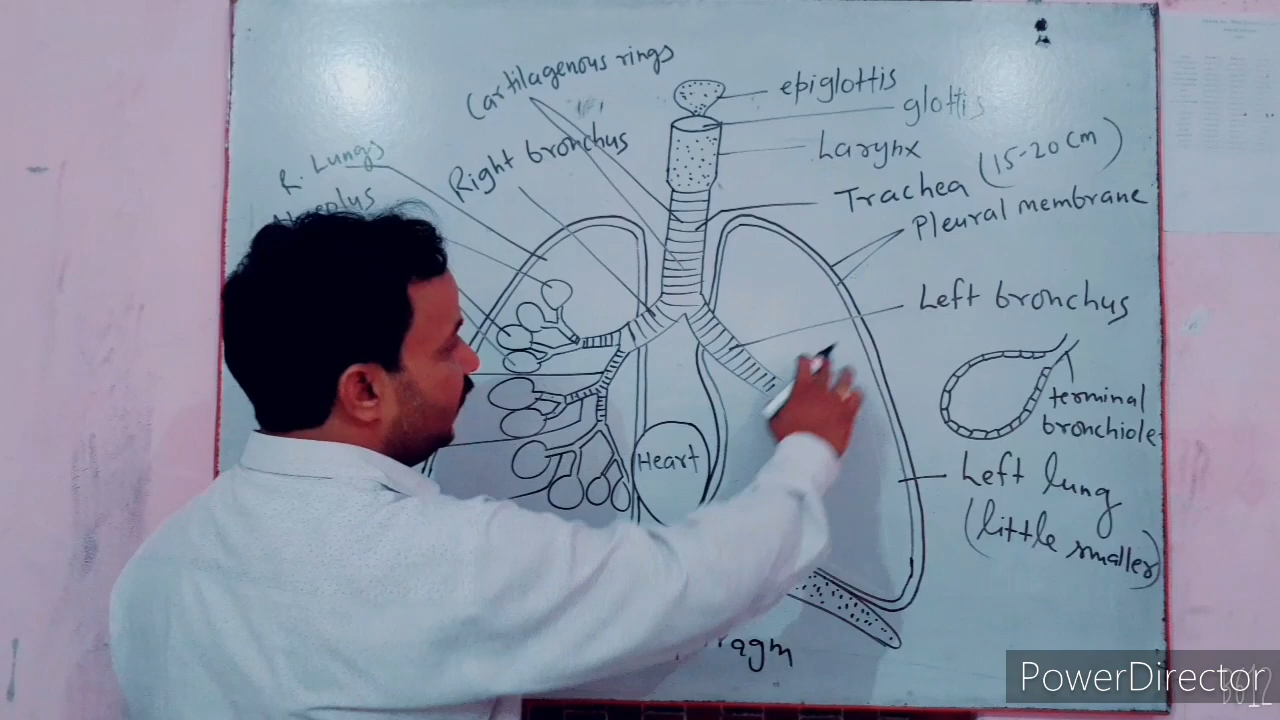 Cartilagenous rings
epiglottis
glottis
Larynx
Trachea (15-20 cm)
Pleural membrane
R. Lungs
Right bronchus
Left bronchus
terminal
bronchiole
Heart
Left lung
(little smaller)
PowerDirector